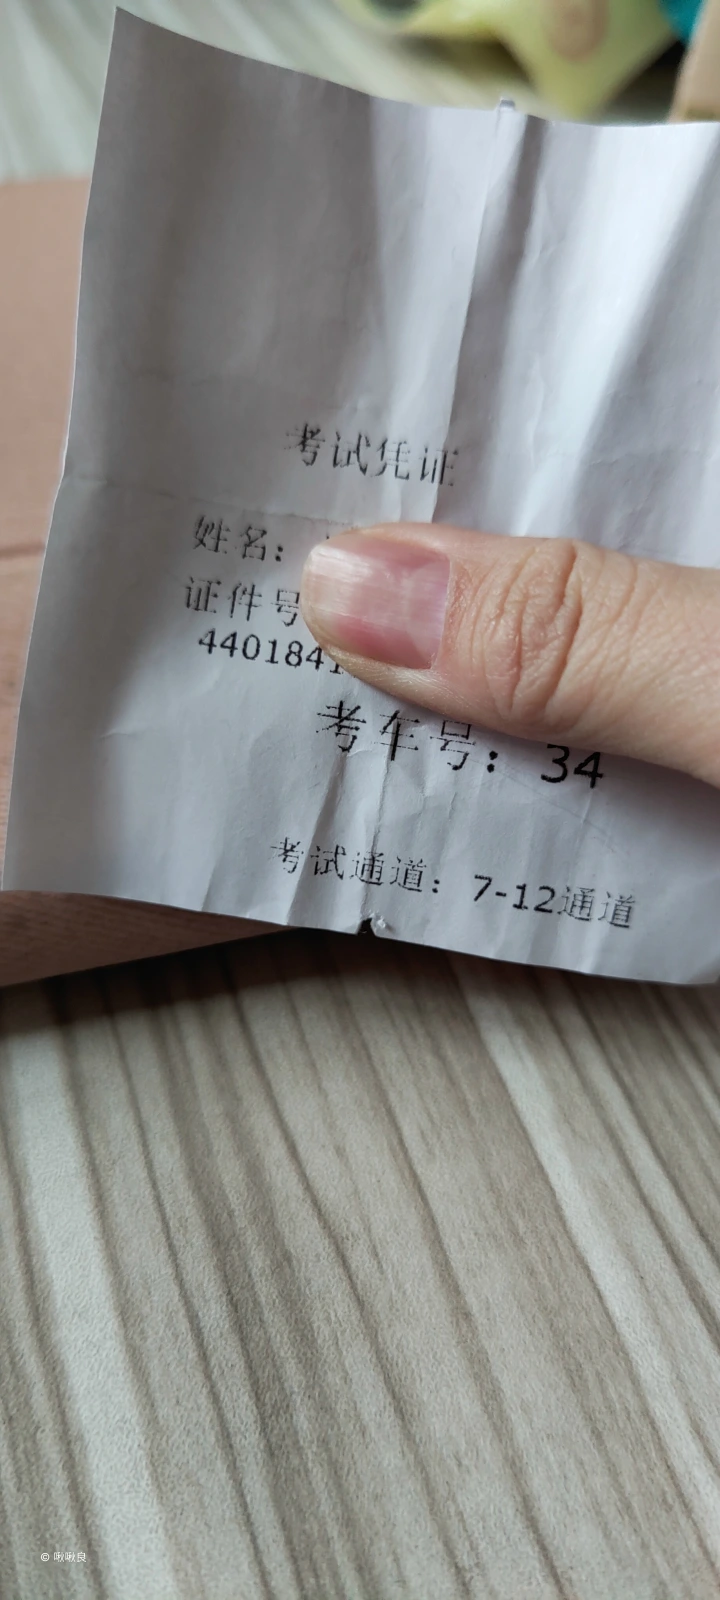 考试凭证
姓名：
证件号
440184
考车号：34
考试通道：7-12通道
© 啾啾良